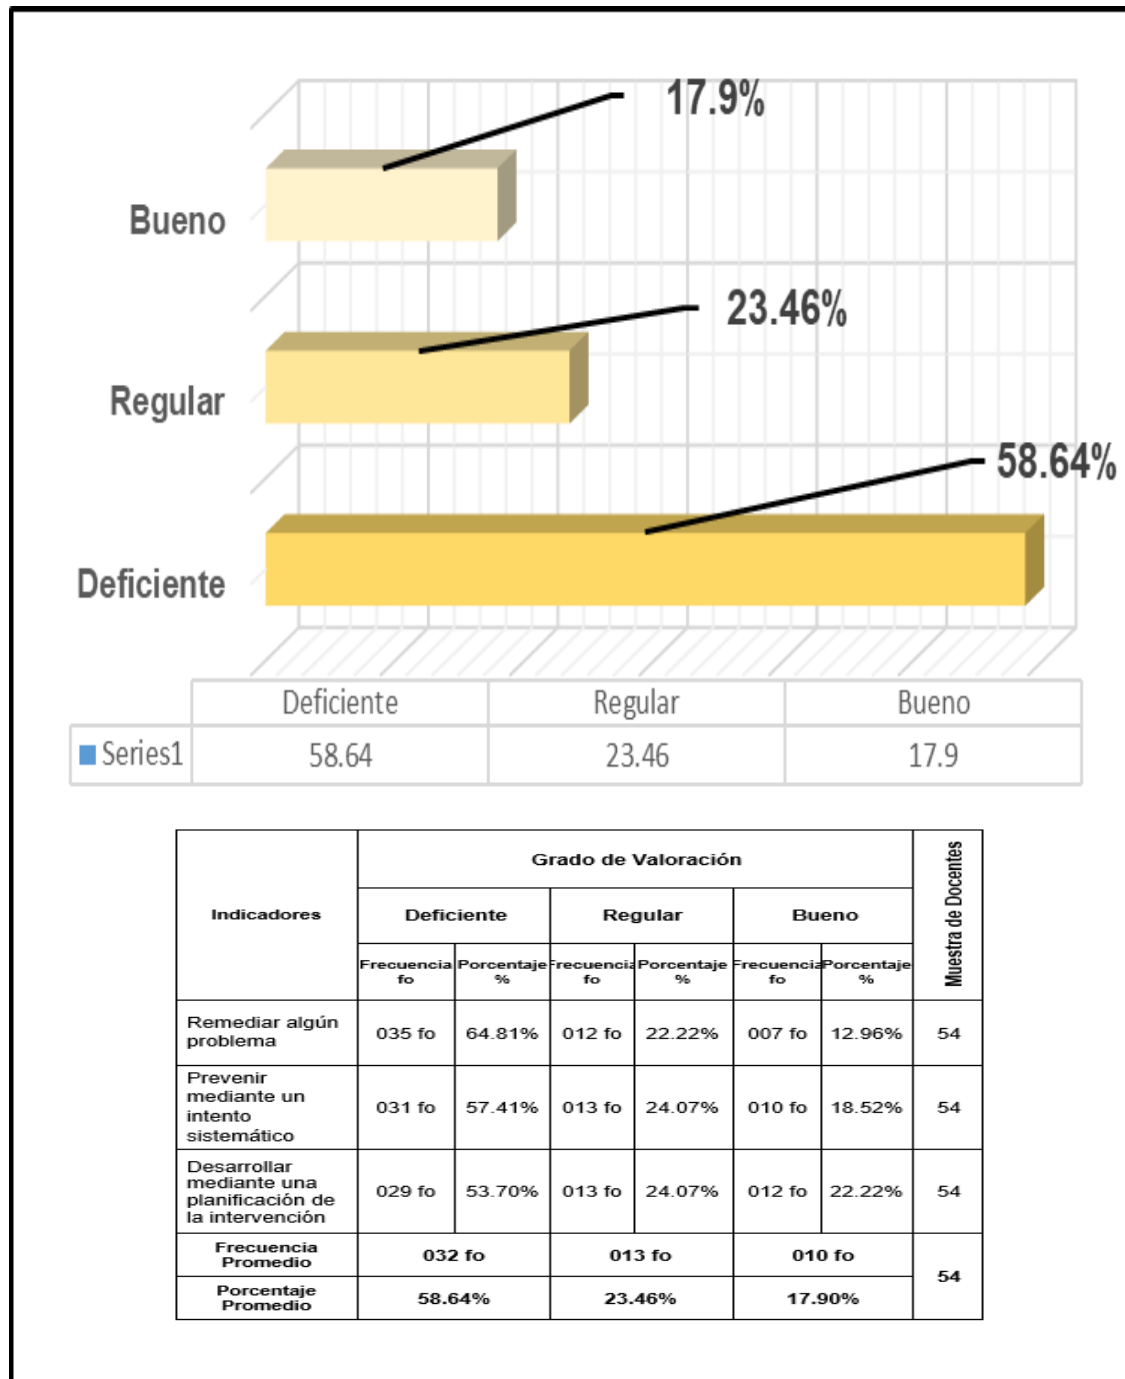 17.9%
Bueno
23.46%
Regular
58.64%
Deficiente
Deficiente Regular Bueno
Series1 58.64 23.46 17.9
Indicadores
Grado de Valoración
Muestra de Docentes
Deficiente Regular Bueno
Frecuencia fo Porcentaje % Frecuencia fo Porcentaje % Frecuencia fo Porcentaje %
Remediar algún
problema
035 fo 64.81% 012 fo 22.22% 007 fo 12.96% 54
Prevenir
mediante un
intento
sistemático
031 fo 57.41% 013 fo 24.07% 010 fo 18.52% 54
Desarrollar
mediante una
planificación de
la intervención
029 fo 53.70% 013 fo 24.07% 012 fo 22.22% 54
Frecuencia
Promedio
032 fo 013 fo 010 fo
54
Porcentaje
Promedio
58.64% 23.46% 17.90%